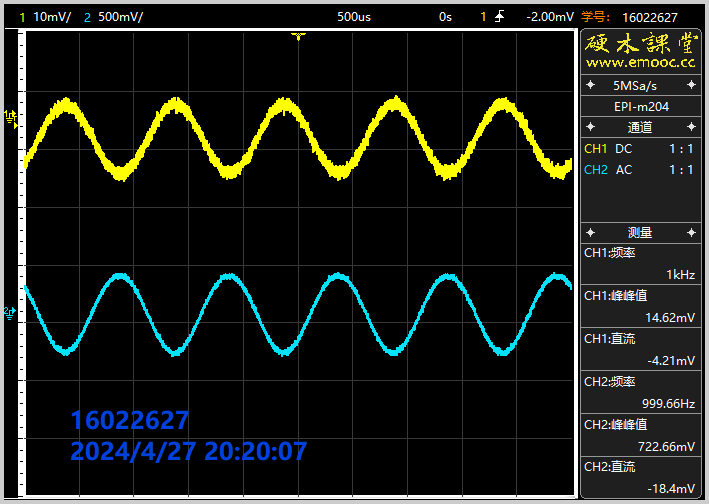 1 10mV/ 2 500mV/ 500us 0s 1 -2.00mV 学号: 16022627
硬木課堂
www.emooc.cc
5MSa/s
EPI-m204
通道
CH1 DC 1 : 1
CH2 AC 1 : 1
测量
CH1:频率
1kHz
CH1:峰峰值
14.62mV
CH1:直流
-4.21mV
CH2:频率
999.66Hz
CH2:峰峰值
722.66mV
CH2:直流
-18.4mV
1
2
16022627
2024/4/27 20:20:07